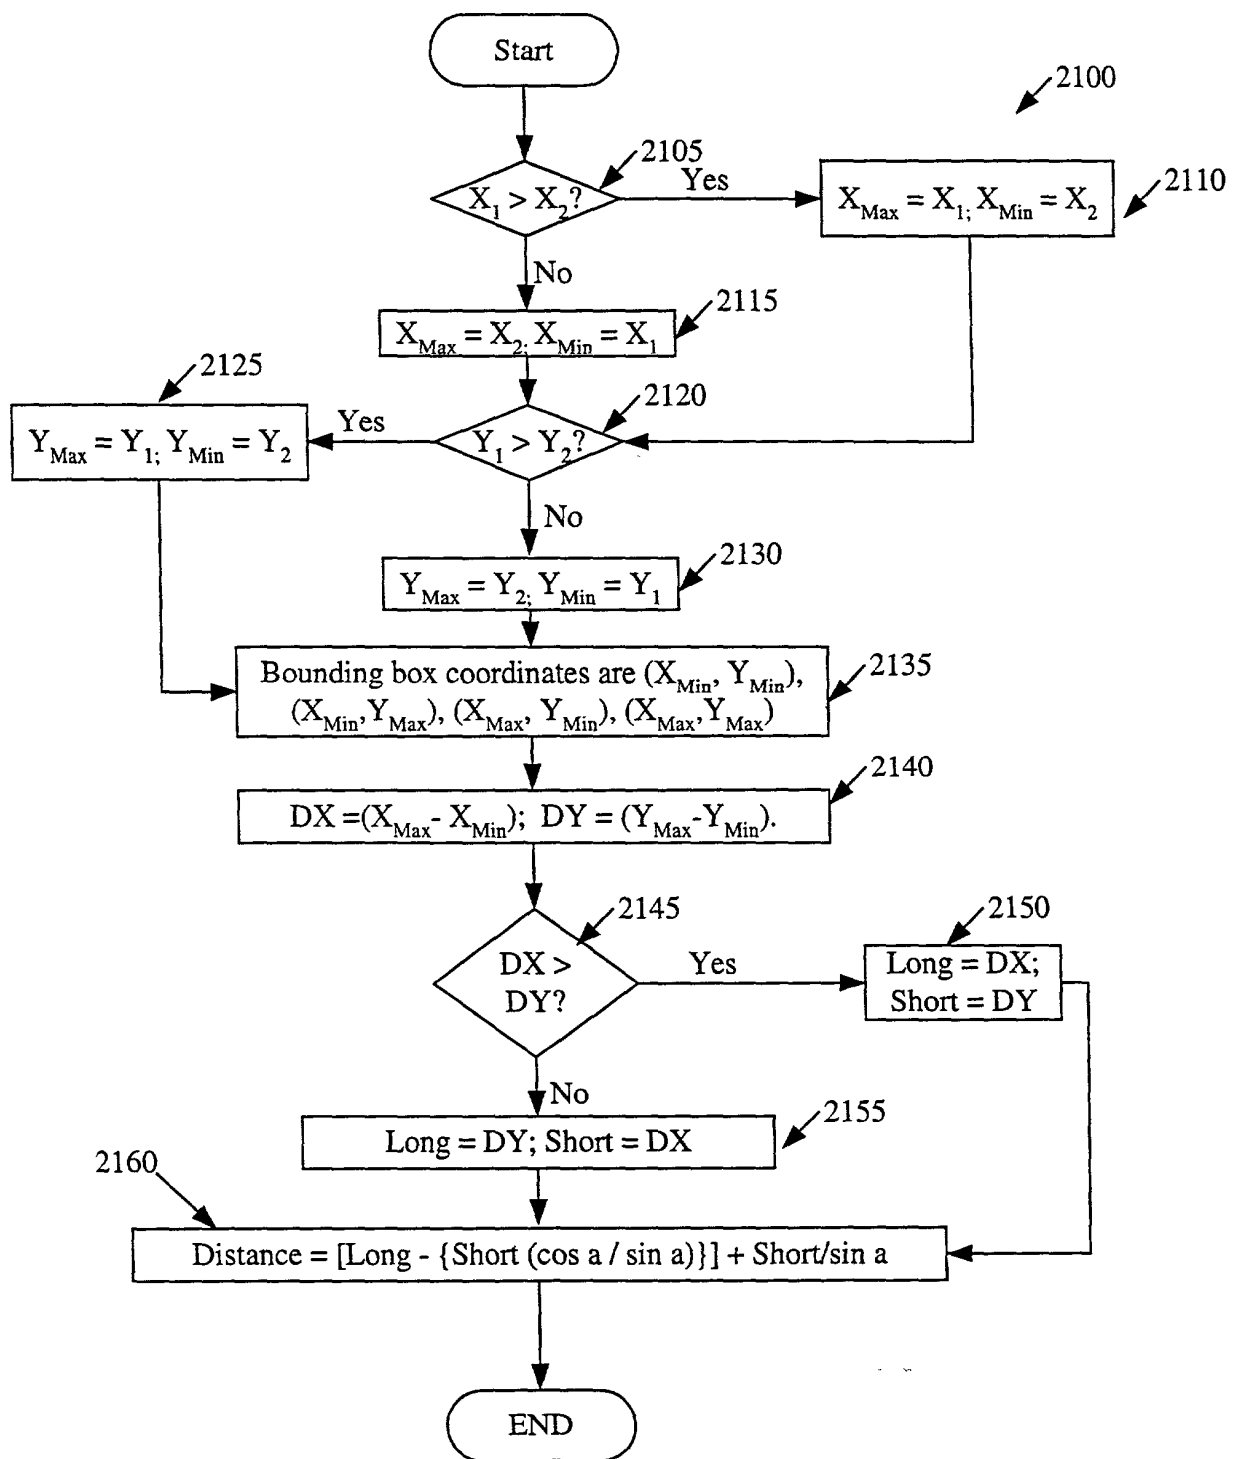 Start
2100
2105
X1 > X2?
Yes
XMax = X1; XMin = X2
2110
No
2115
XMax = X2; XMin = X1
2125
2120
YMax = Y1; YMin = Y2
Yes
Y1 > Y2?
No
2130
YMax = Y2; YMin = Y1
Bounding box coordinates are (XMin, YMin),
(XMin,YMax), (XMax, YMin), (XMax,YMax)
2135
2140
DX =(XMax- XMin); DY = (YMax-YMin).
2145
2150
DX >
DY?
Yes
Long = DX;
Short = DY
No
2155
Long = DY; Short = DX
2160
Distance = [Long - {Short (cos a / sin a)}] + Short/sin a
END